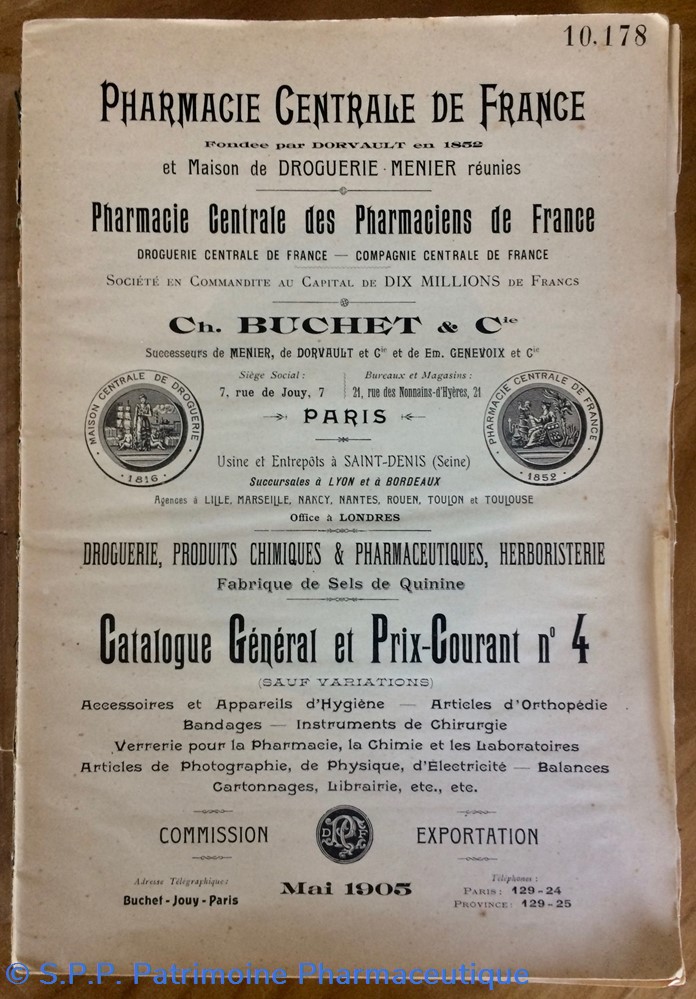 10,178
PHARMACIE CENTRALE DE FRANCE
Fondée par DORVAULT en 1852
et Maison de DROGUERIE MENIER réunies
Pharmacie Centrale des Pharmaciens de France
DROGUERIE CENTRALE DE FRANCE — COMPAGNIE CENTRALE DE FRANCE
SOCIÉTÉ EN COMMANDITE AU CAPITAL DE DIX MILLIONS DE FRANCS
CH. BUCHET & Cie
Successeurs de MENIER, de DORVAULT et Cie et de EM. GENEVOIX et Cie
Siège Social :
7, rue de Jouy, 7
Bureaux et Magasins :
21, rue des Nonnains-d'Hyères, 21
PARIS
MAISON CENTRALE DE DROGUERIE
1816
PHARMACIE CENTRALE DE FRANCE
1852
Usine et Entrepôts à SAINT-DENIS (Seine)
Succursales à LYON et à BORDEAUX
Agences à LILLE, MARSEILLE, NANCY, NANTES, ROUEN, TOULON et TOULOUSE
Office à LONDRES
DROGUERIE, PRODUITS CHIMIQUES & PHARMACEUTIQUES, HERBORISTERIE
Fabrique de Sels de Quinine
Catalogue Général et Prix-Courant n° 4
(SAUF VARIATIONS)
Accessoires et Appareils d'Hygiène — Articles d'Orthopédie
Bandages — Instruments de Chirurgie
Verrerie pour la Pharmacie, la Chimie et les Laboratoires
Articles de Photographie, de Physique, d'Électricité — Balances
Cartonnages, Librairie, etc., etc.
COMMISSION
EXPORTATION
Adresse Télégraphique :
Buchet-Jouy-Paris
Mai 1905
Téléphones :
PARIS : 129-24
PROVINCE : 129-25
© S.P.P. Patrimoine Pharmaceutique